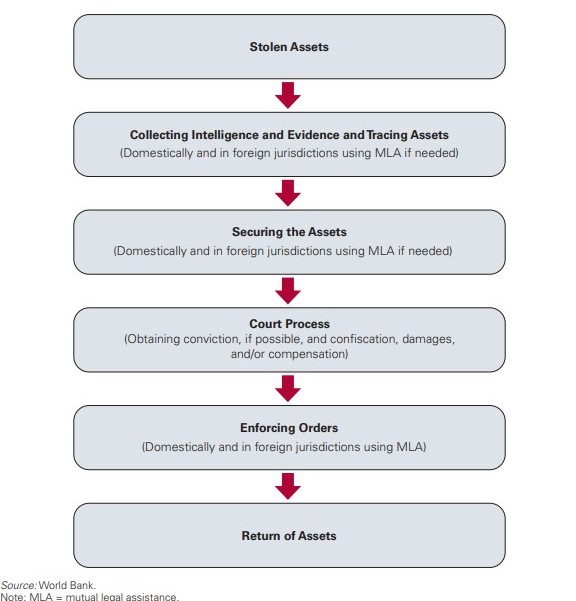 Stolen Assets
Collecting Intelligence and Evidence and Tracing Assets
(Domestically and in foreign jurisdictions using MLA if needed)
Securing the Assets
(Domestically and in foreign jurisdictions using MLA if needed)
Court Process
(Obtaining conviction, if possible, and confiscation, damages,
and/or compensation)
Enforcing Orders
(Domestically and in foreign jurisdictions using MLA)
Return of Assets
Source: World Bank.
Note: MLA = mutual legal assistance.